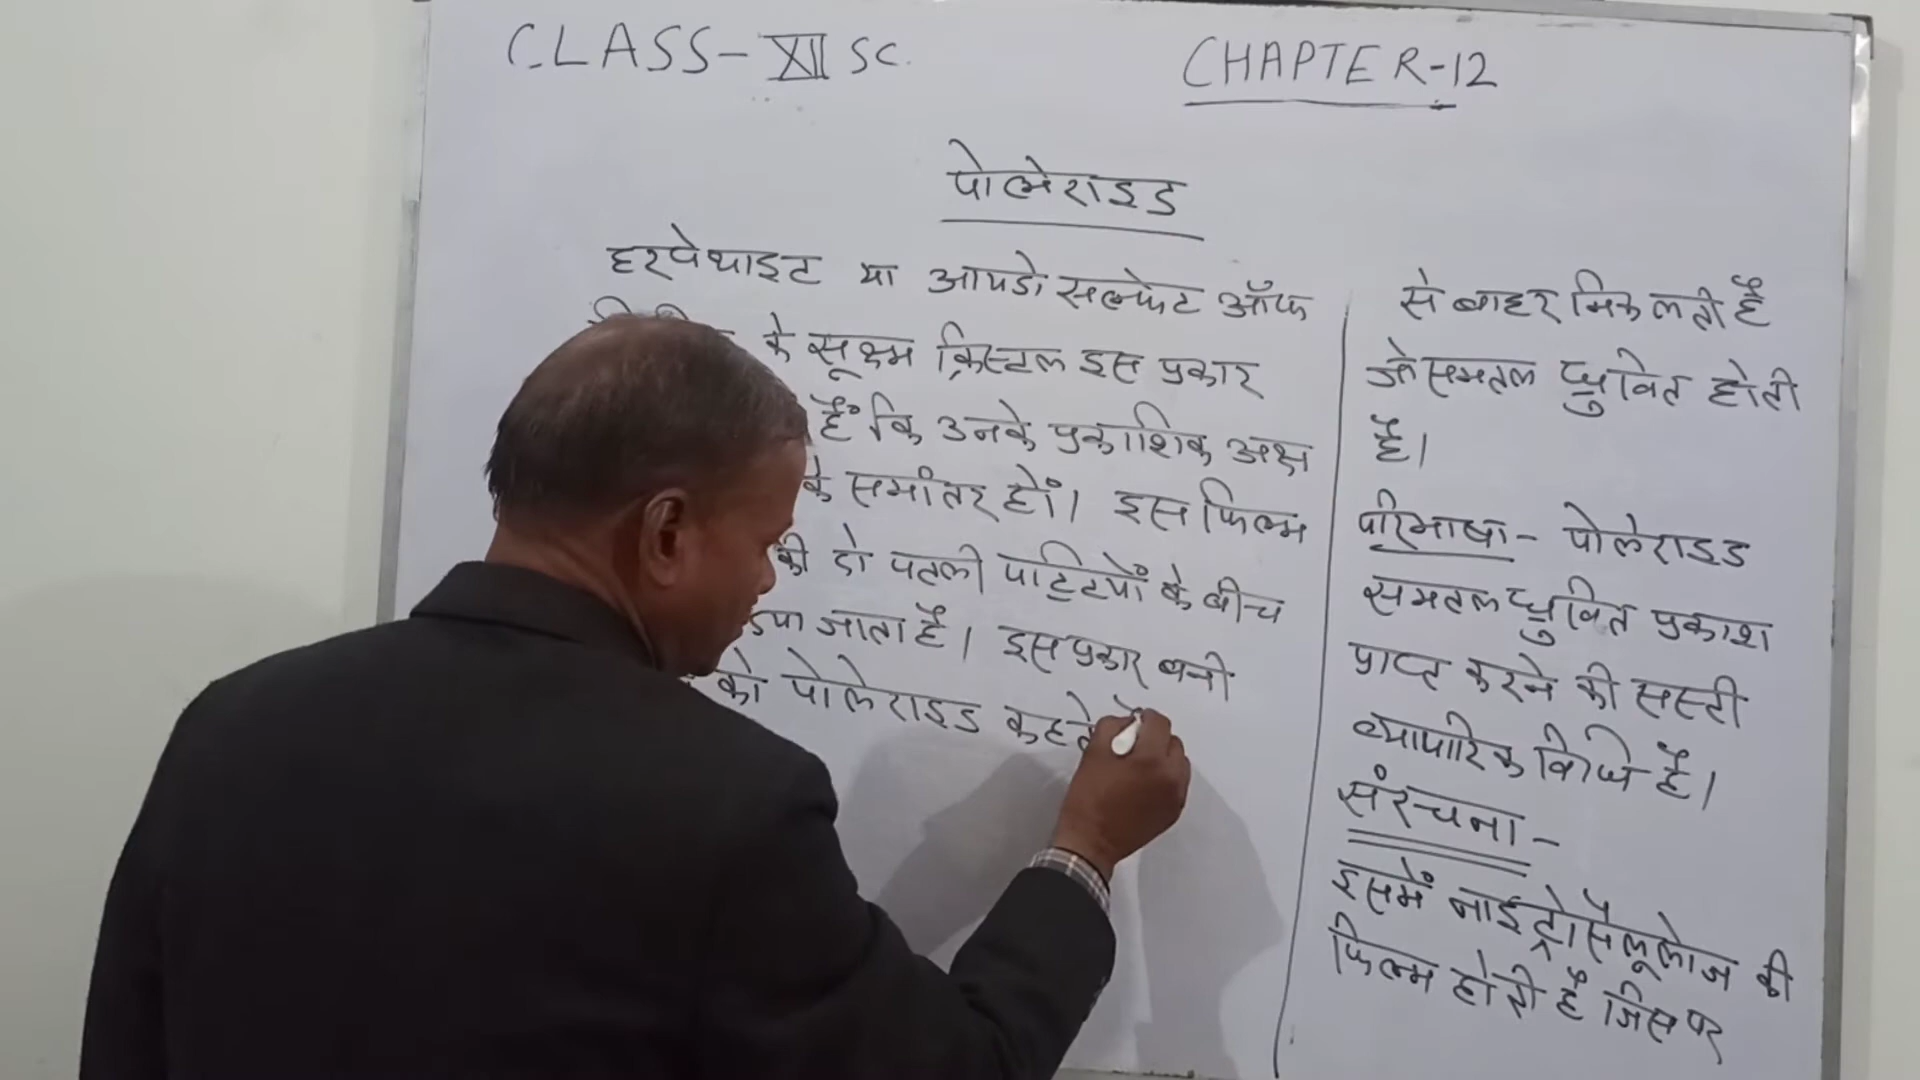 CLASS-XII SC.
CHAPTER-12
पोलेराइड
हरपेथाइट या आयडो सल्फेट ऑफ
के सूक्ष्म क्रिस्टल इस प्रकार
हैं कि उनके प्रकाशिक अक्ष
के समांतर हों। इस फिल्म
की दो पतली पट्टियों के बीच
जाता है। इस प्रकार बनी
को पोलेराइड कहते
से बाहर निकलती है
जो समतल ध्रुवित होती
है।
परिभाषा - पोलेराइड
समतल ध्रुवित प्रकाश
प्राप्त करने की सस्ती
व्यापारिक विधि है।
संरचना -
इसमें नाइट्रोसैलूलोज की
फिल्म होती है जिस पर